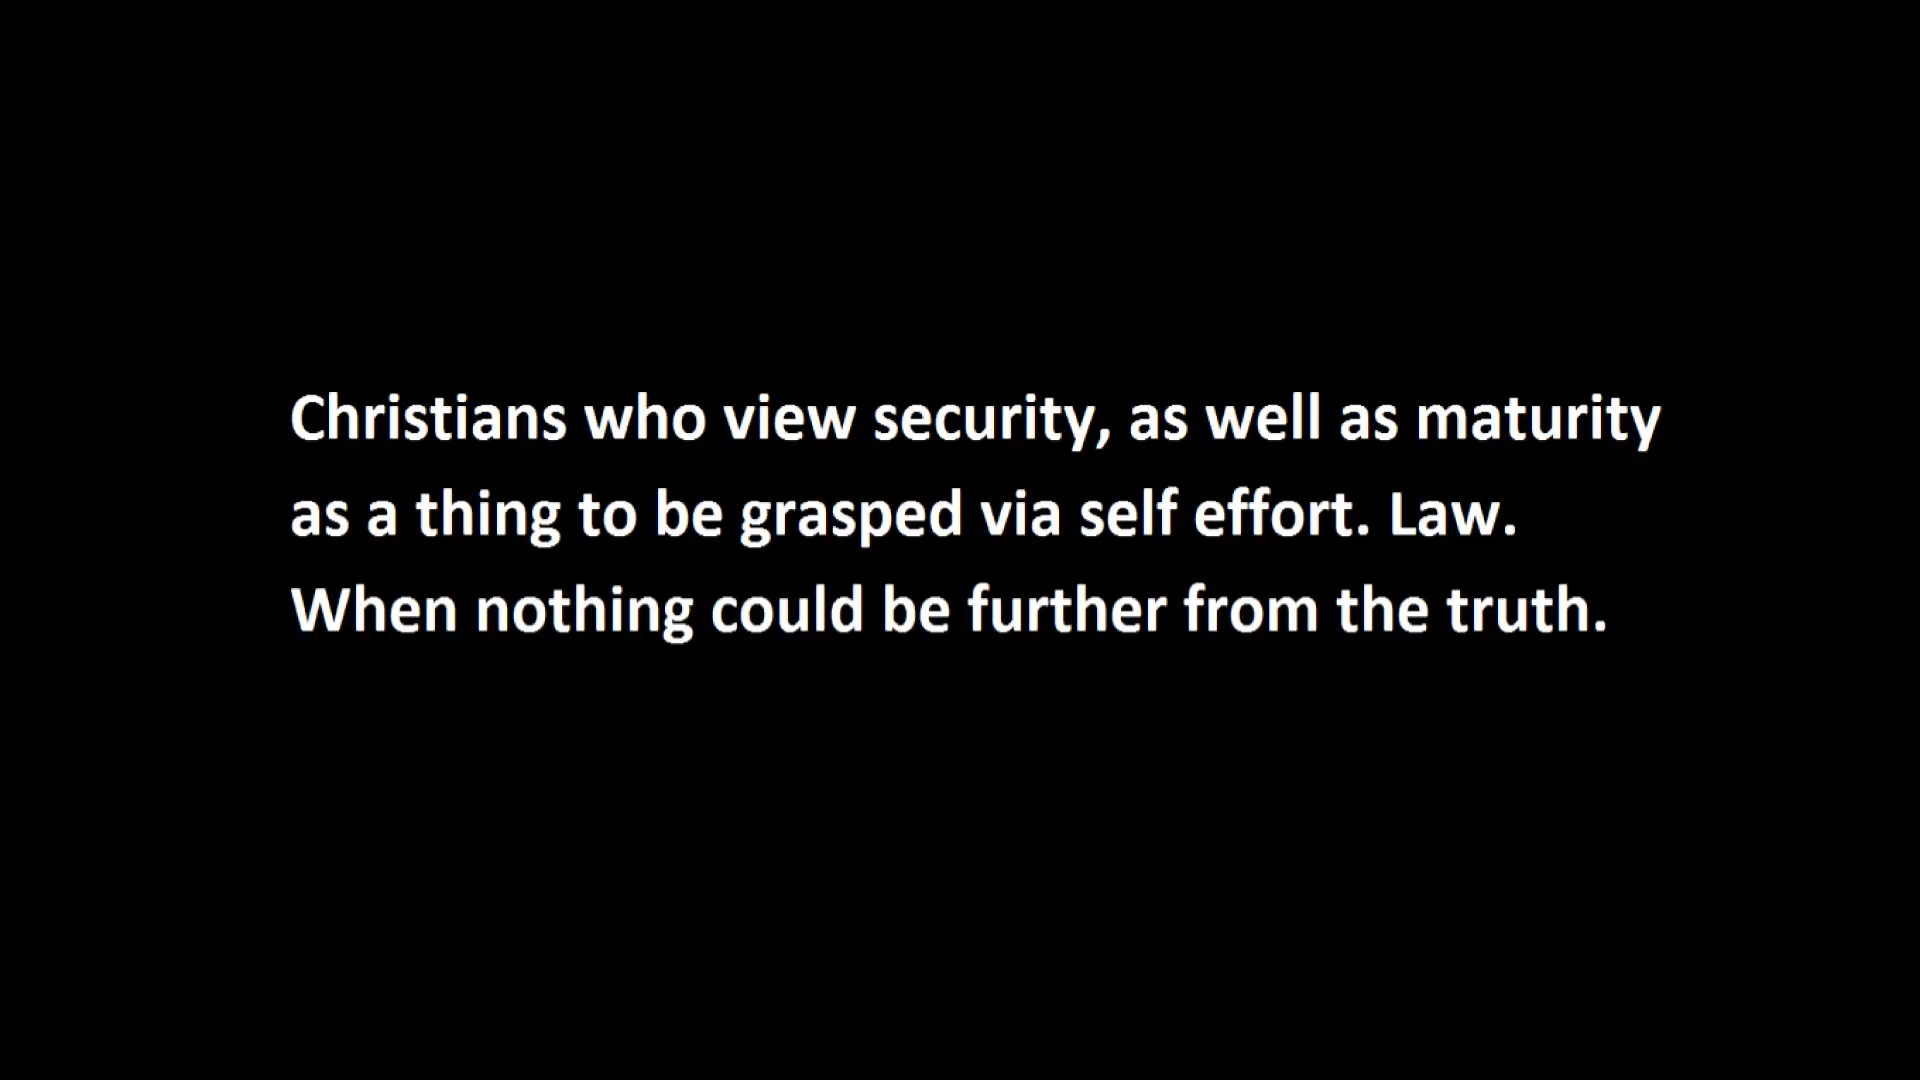 Christians who view security, as well as maturity
as a thing to be grasped via self effort. Law.
When nothing could be further from the truth.